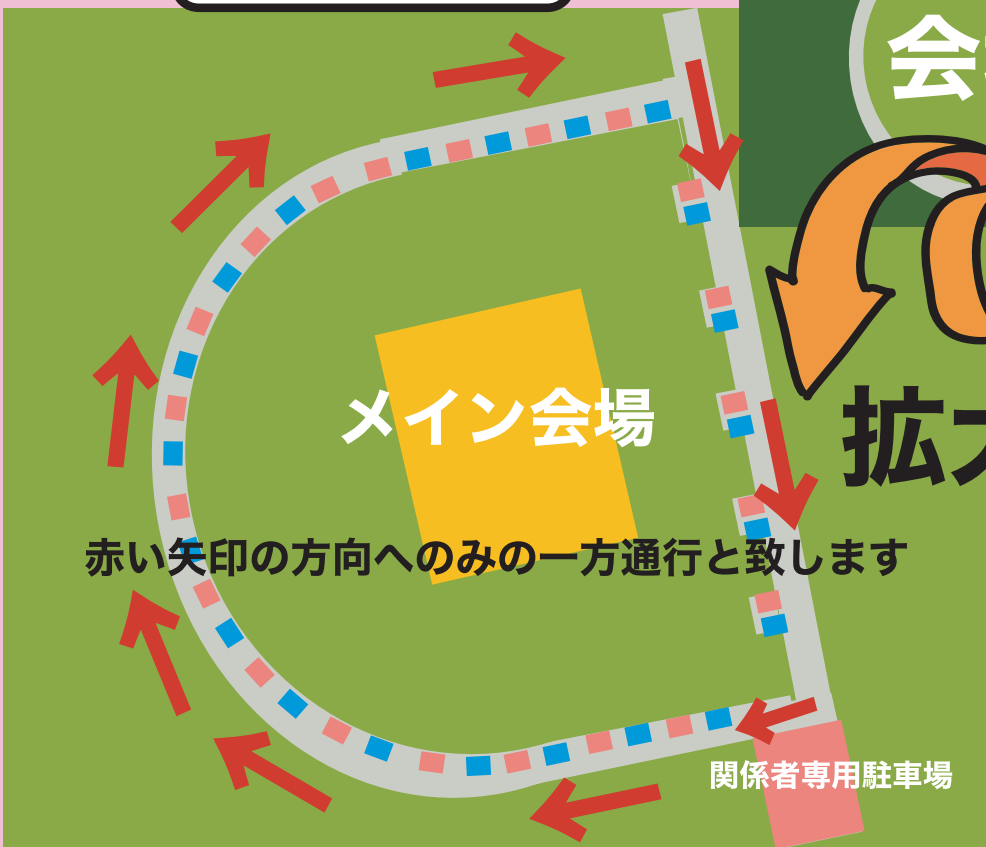 会
メイン会場
拡
赤い矢印の方向へのみの一方通行と致します
関係者専用駐車場